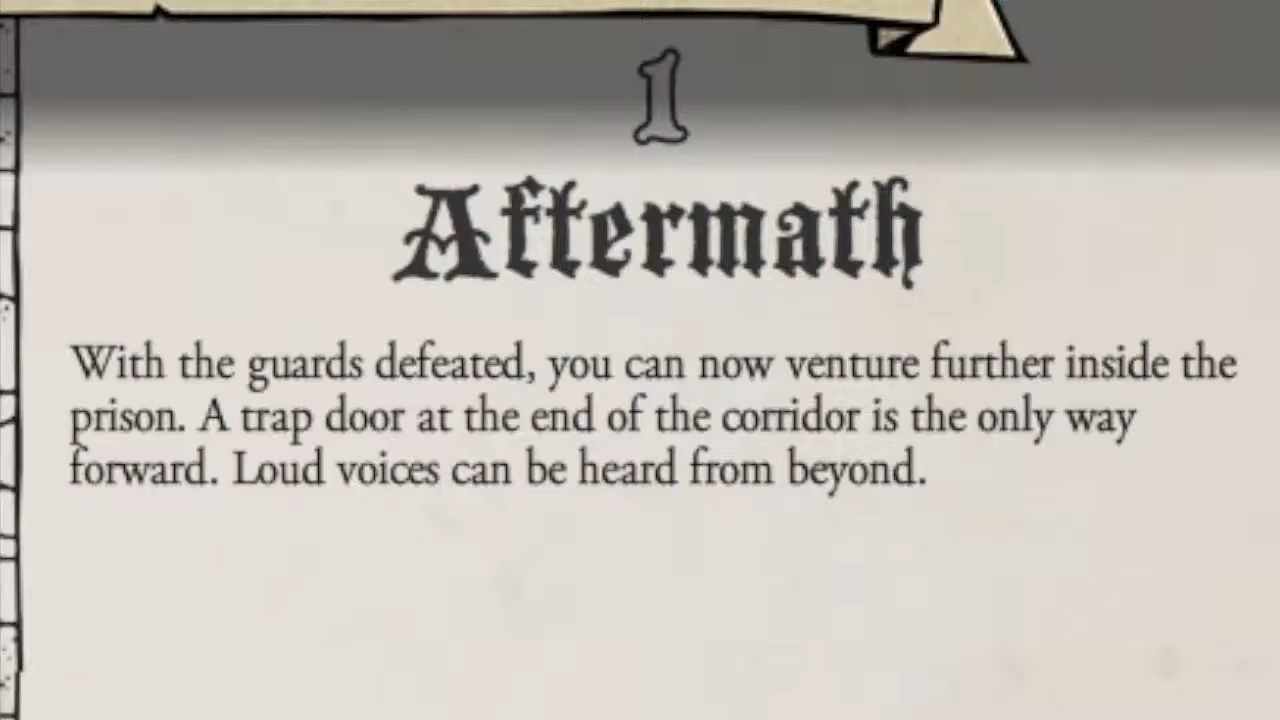 1
Aftermath
With the guards defeated, you can now venture further inside the
prison. A trap door at the end of the corridor is the only way
forward. Loud voices can be heard from beyond.